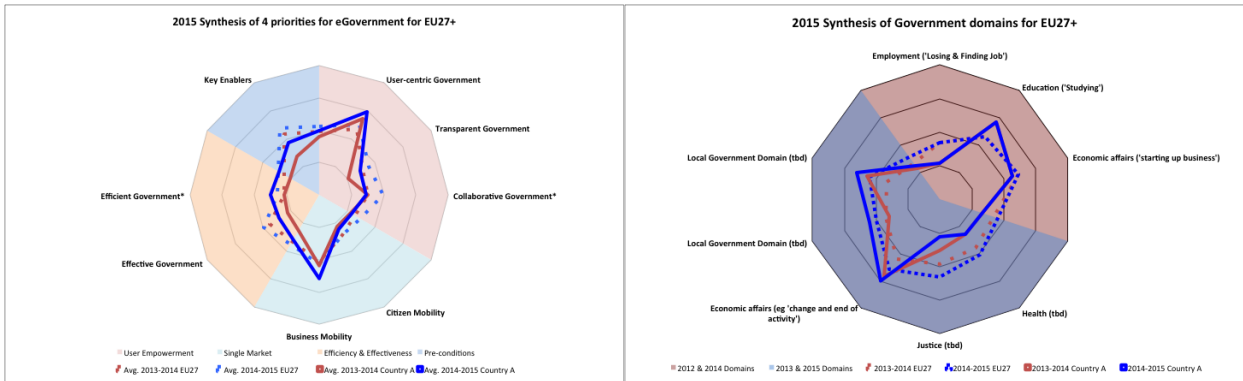 2015 Synthesis of 4 priorities for eGovernment for EU27+
Key Enablers
User-centric Government
Transparent Government
Efficient Government*
Collaborative Government*
Effective Government
Citizen Mobility
Business Mobility
User Empowerment
Single Market
Efficiency & Effectiveness
Pre-conditions
Avg. 2013-2014 EU27
Avg. 2014-2015 EU27
Avg. 2013-2014 Country A
Avg. 2014-2015 Country A
2015 Synthesis of Government domains for EU27+
Employment ('Losing & Finding Job')
Education ('Studying')
Local Government Domain (tbd)
Economic affairs ('starting up business')
Local Government Domain (tbd)
Economic affairs (eg 'change and end of
activity')
Health (tbd)
Justice (tbd)
2012 & 2014 Domains
2013 & 2015 Domains
2013-2014 EU27
2014-2015 EU27
2013-2014 Country A
2014-2015 Country A